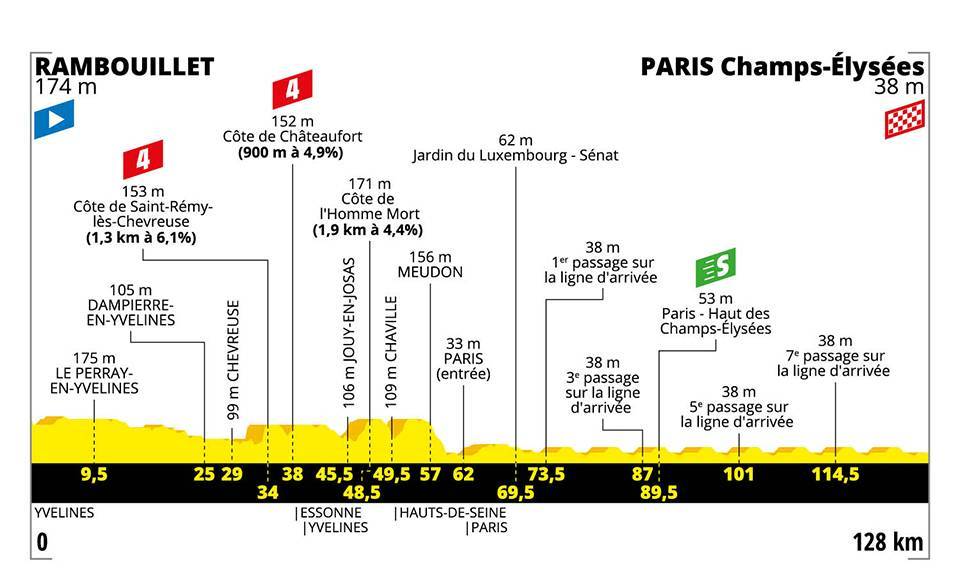 RAMBOUILLET
174 m
PARIS Champs-Élysées
38 m
4
152 m
Côte de Châteaufort
(900 m à 4,9%)
4
153 m
Côte de Saint-Rémy-
lès-Chevreuse
(1,3 km à 6,1%)
171 m
Côte de
l'Homme Mort
(1,9 km à 4,4%)
62 m
Jardin du Luxembourg - Sénat
156 m
MEUDON
38 m
1er passage sur
la ligne d'arrivée
S
53 m
Paris - Haut des
Champs-Élysées
105 m
DAMPIERRE-
EN-YVELINES
99 m CHEVREUSE
106 m JOUY-EN-JOSAS
109 m CHAVILLE
33 m
PARIS
(entrée)
175 m
LE PERRAY-
EN-YVELINES
38 m
3e passage
sur la ligne
d'arrivée
38 m
5e passage sur
la ligne d'arrivée
38 m
7e passage sur
la ligne d'arrivée
9,5 25 29 38 45,5 49,5 57 62 73,5 87 101 114,5
34 48,5 69,5 89,5
YVELINES |ESSONNE |HAUTS-DE-SEINE
|YVELINES |PARIS
0 128 km